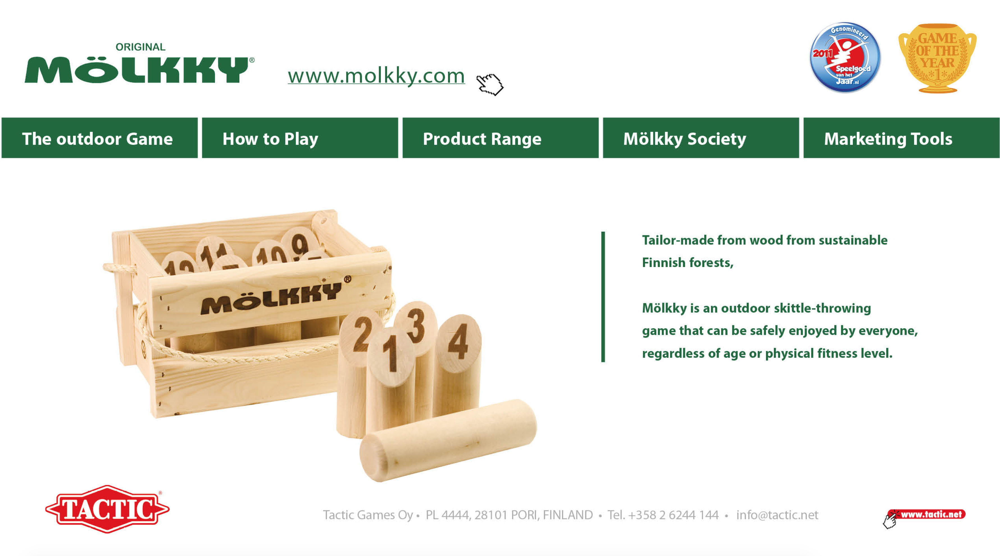 ORIGINAL
MÖLKKY®
www.molkky.com
Genomineerd
2011
Speelgoed
van het
Jaar.nl
GAME
OF THE
YEAR
*1*
The outdoor Game
How to Play
Product Range
Mölkky Society
Marketing Tools
12
11
10
9
MÖLKKY®
2
3
1
4
Tailor-made from wood from sustainable
Finnish forests,
Mölkky is an outdoor skittle-throwing
game that can be safely enjoyed by everyone,
regardless of age or physical fitness level.
TACTIC®
Tactic Games Oy • PL 4444, 28101 PORI, FINLAND • Tel. +358 2 6244 144 • info@tactic.net
www.tactic.net